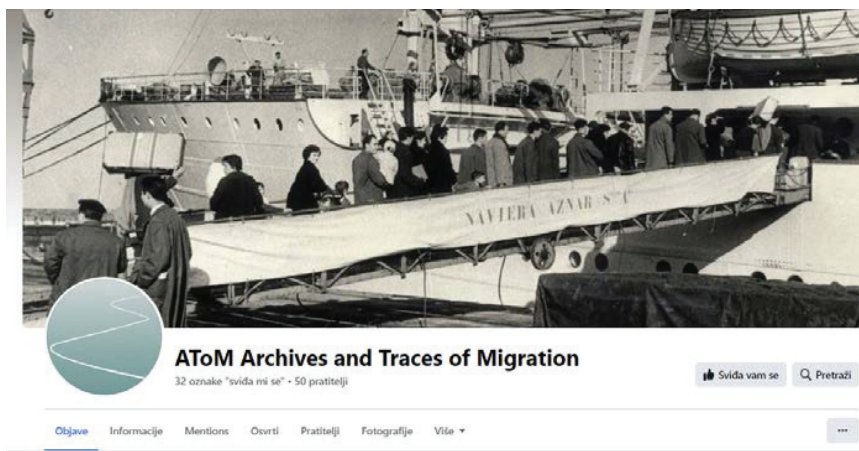 NAVIERA AZNAR S. A.
AToM Archives and Traces of Migration
32 oznake "sviđa mi se" • 50 pratitelji
Sviđa vam se
Pretraži
Objave Informacije Mentions Osvrti Pratitelji Fotografije Više